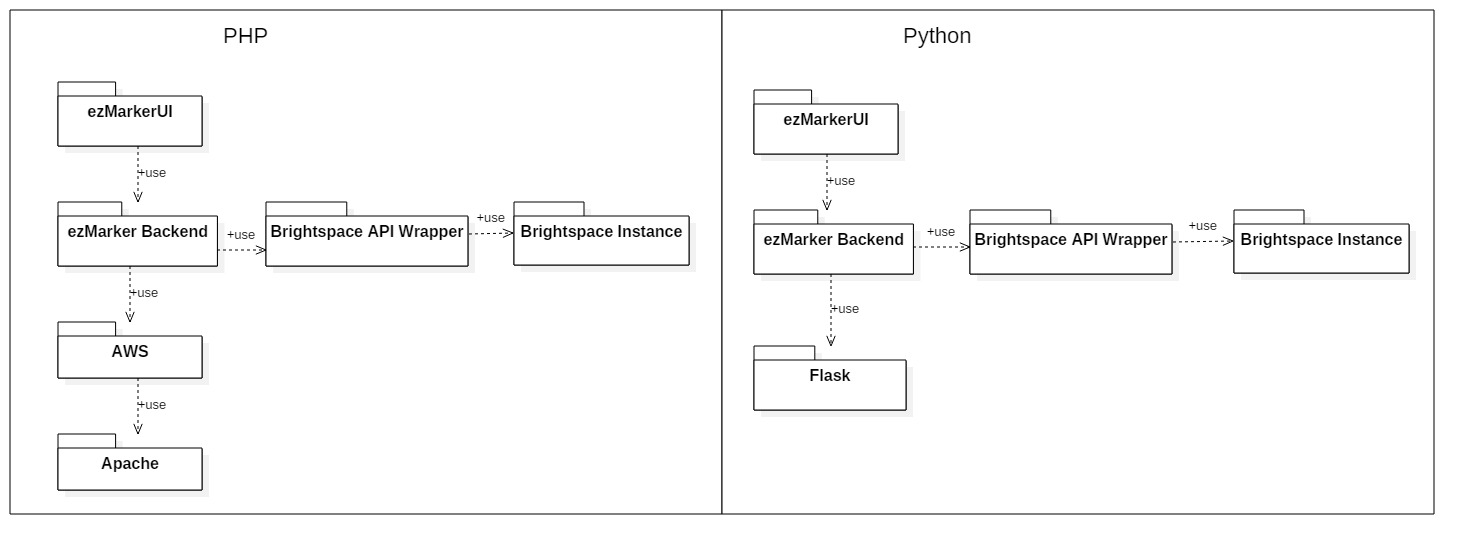 PHP
ezMarkerUI
+use
ezMarker Backend
+use
Brightspace API Wrapper
+use
Brightspace Instance
+use
AWS
+use
Apache
Python
ezMarkerUI
+use
ezMarker Backend
+use
Brightspace API Wrapper
+use
Brightspace Instance
+use
Flask